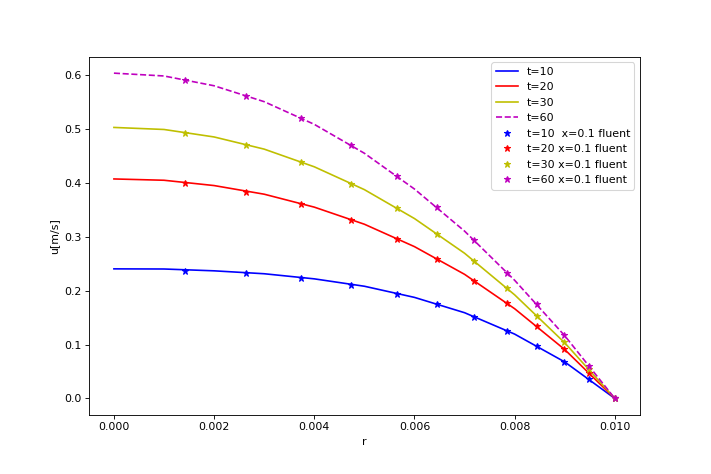 t=10
t=20
t=30
t=60
t=10  x=0.1 fluent
t=20 x=0.1 fluent
t=30 x=0.1 fluent
t=60 x=0.1 fluent
0.6
0.5
0.4
0.3
0.2
0.1
0.0
u[m/s]
0.000 0.002 0.004 0.006 0.008 0.010
r